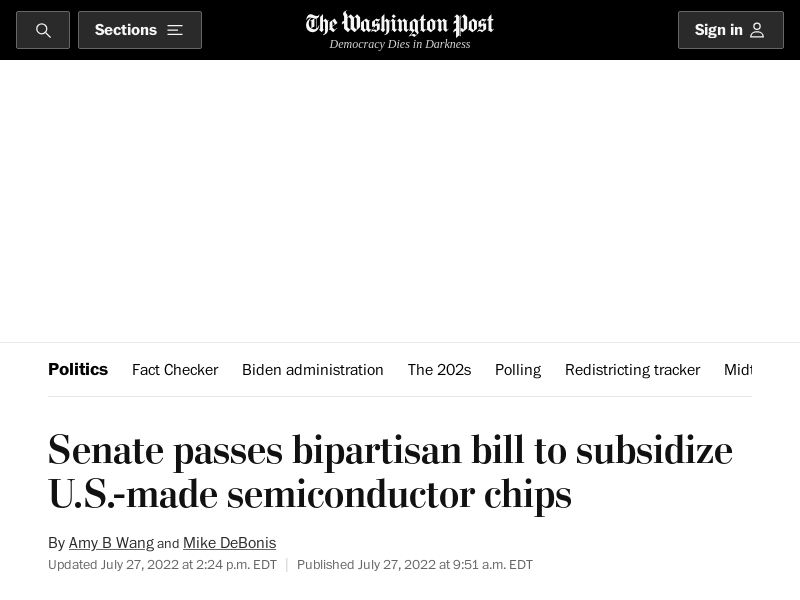 Sections
The Washington Post
Democracy Dies in Darkness
Sign in
Politics Fact Checker Biden administration The 202s Polling Redistricting tracker Midt
Senate passes bipartisan bill to subsidize
U.S.-made semiconductor chips
By Amy B Wang and Mike DeBonis
Updated July 27, 2022 at 2:24 p.m. EDT | Published July 27, 2022 at 9:51 a.m. EDT